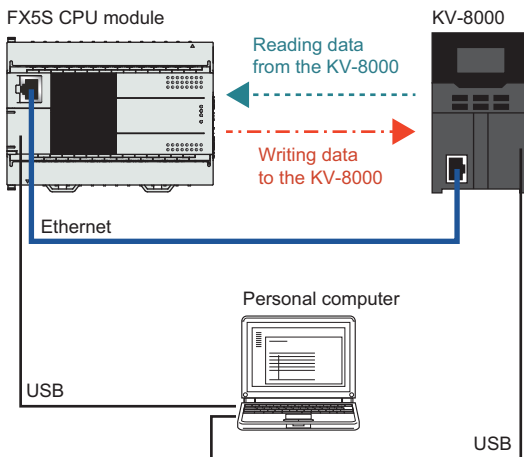 FX5S CPU module
KV-8000
Reading data
from the KV-8000
Writing data
to the KV-8000
Ethernet
Personal computer
USB
USB